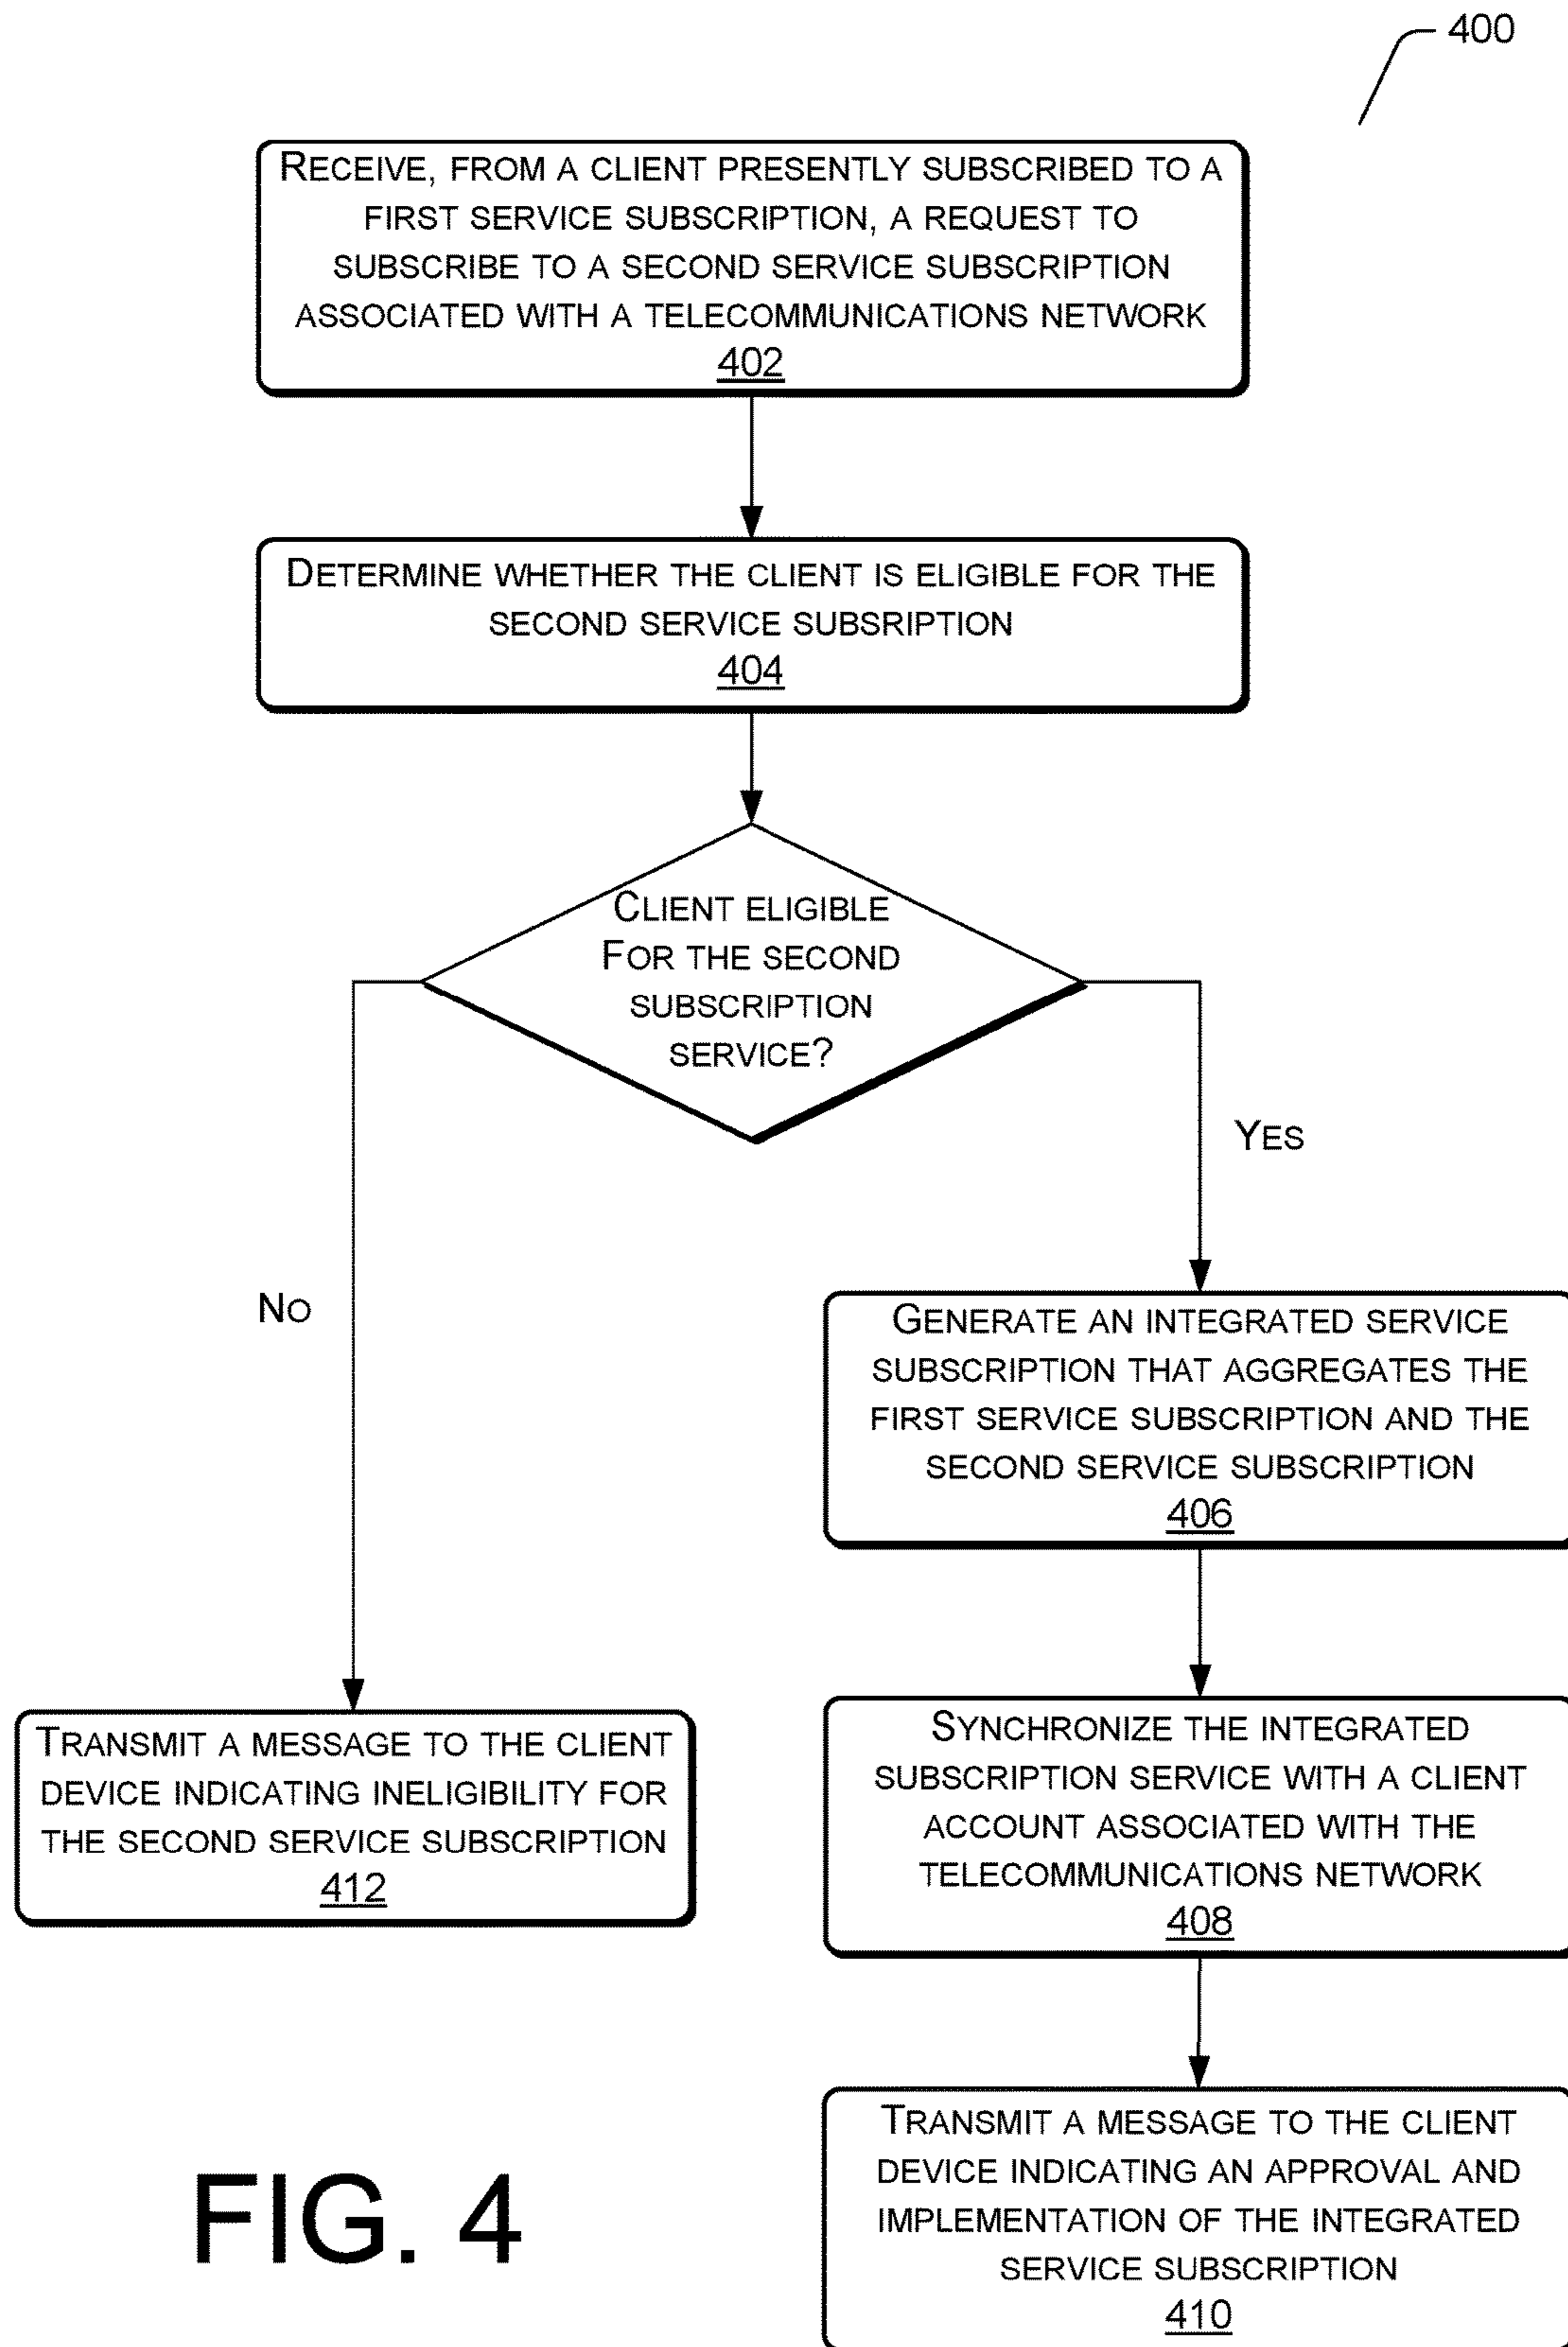 400
RECEIVE, FROM A CLIENT PRESENTLY SUBSCRIBED TO A
FIRST SERVICE SUBSCRIPTION, A REQUEST TO
SUBSCRIBE TO A SECOND SERVICE SUBSCRIPTION
ASSOCIATED WITH A TELECOMMUNICATIONS NETWORK
402
DETERMINE WHETHER THE CLIENT IS ELIGIBLE FOR THE
SECOND SERVICE SUBSRIPTION
404
CLIENT ELIGIBLE
FOR THE SECOND
SUBSCRIPTION
SERVICE?
YES
NO
GENERATE AN INTEGRATED SERVICE
SUBSCRIPTION THAT AGGREGATES THE
FIRST SERVICE SUBSCRIPTION AND THE
SECOND SERVICE SUBSCRIPTION
406
TRANSMIT A MESSAGE TO THE CLIENT
DEVICE INDICATING INELIGIBILITY FOR
THE SECOND SERVICE SUBSCRIPTION
412
SYNCHRONIZE THE INTEGRATED
SUBSCRIPTION SERVICE WITH A CLIENT
ACCOUNT ASSOCIATED WITH THE
TELECOMMUNICATIONS NETWORK
408
TRANSMIT A MESSAGE TO THE CLIENT
DEVICE INDICATING AN APPROVAL AND
IMPLEMENTATION OF THE INTEGRATED
SERVICE SUBSCRIPTION
410
FIG. 4